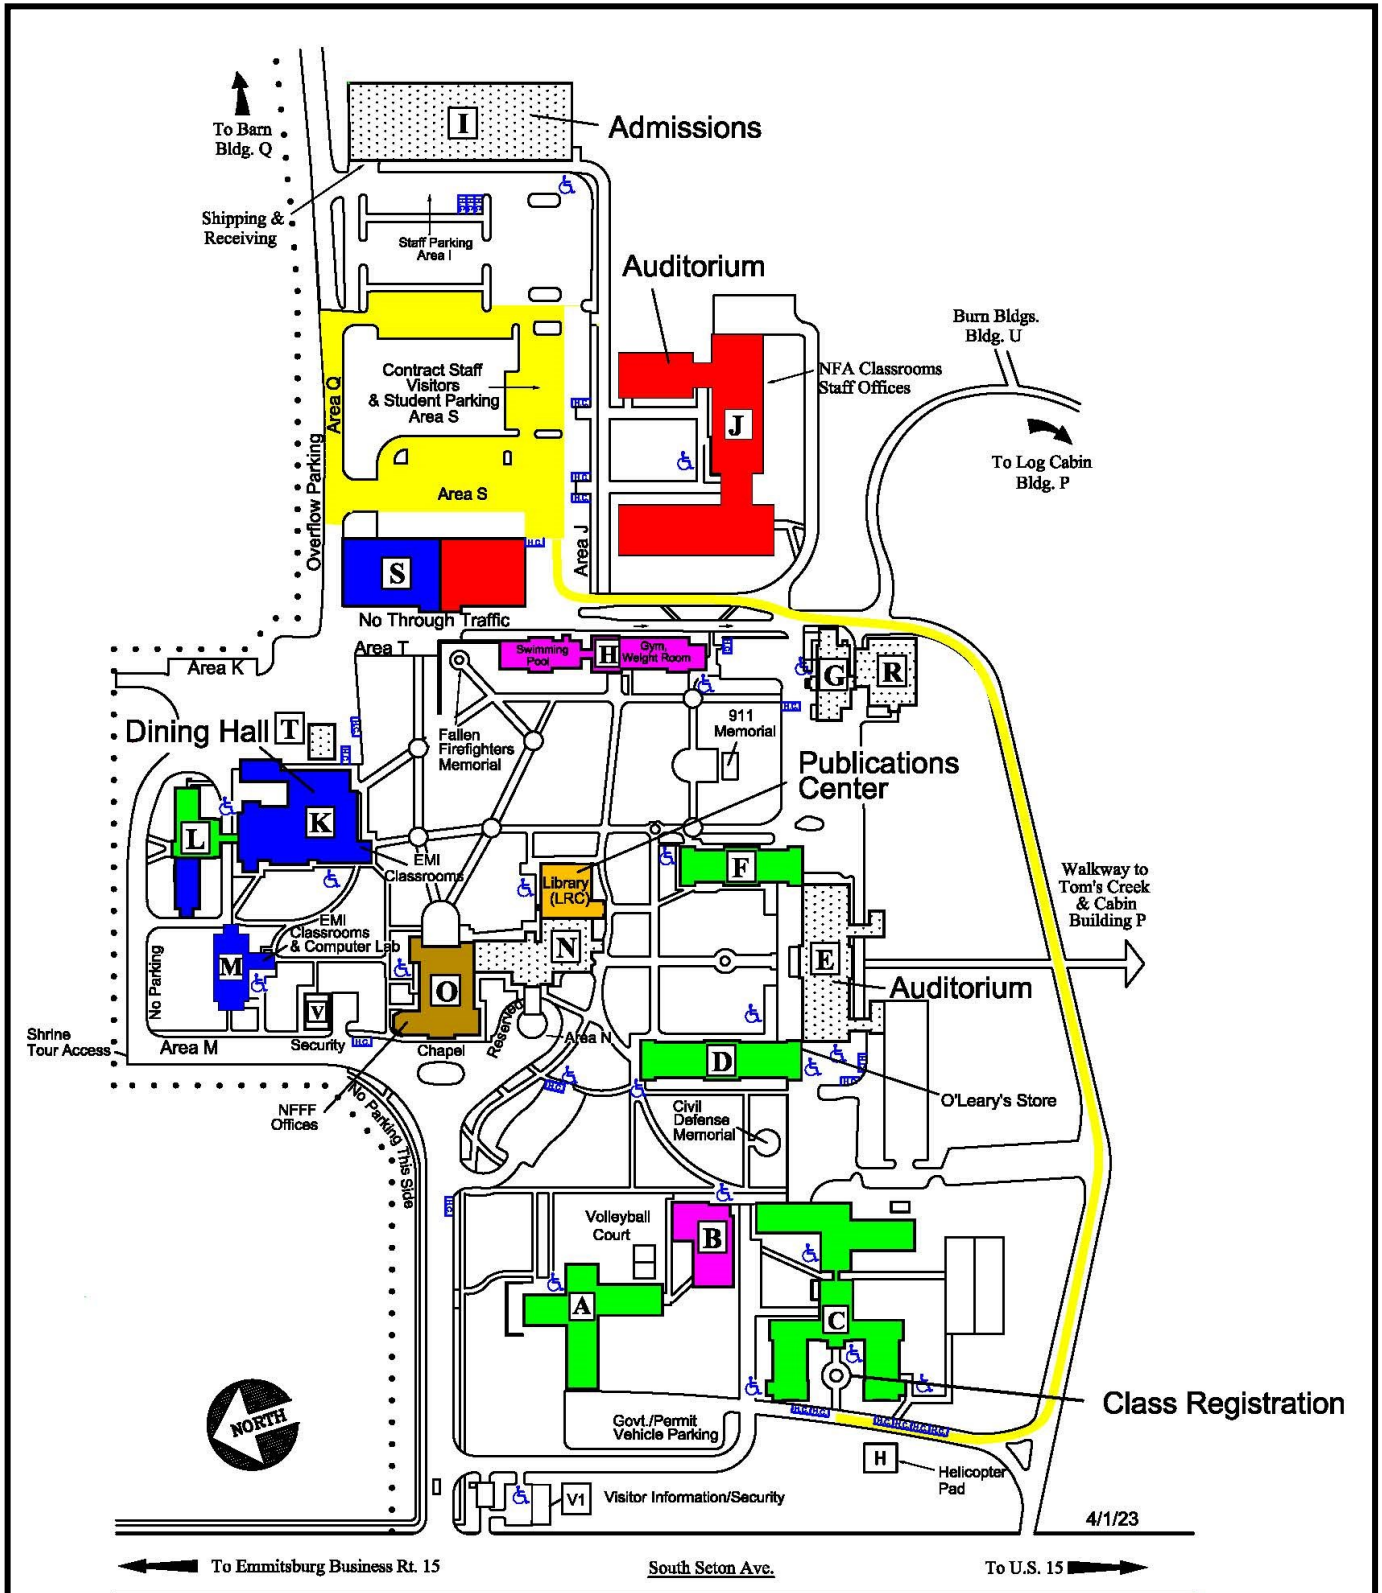 I
Admissions
To Barn
Bldg. Q
Shipping &
Receiving
Staff Parking
Area I
Auditorium
Burn Bldgs.
Bldg. U
NFA Classrooms
Staff Offices
J
To Log Cabin
Bldg. P
Contract Staff
Visitors
& Student Parking
Area S
Area Q
Overflow Parking
Area S
Area J
H.C.
H.C.
H.C.
H.C.
S
No Through Traffic
Area T
Area K
Swimming
Pool
H
Gym,
Weight Room
G
R
Fallen
Firefighters
Memorial
911
Memorial
Dining Hall
T
Publications
Center
K
L
EMI
Classrooms
Library
(LRC)
F
Walkway to
Tom's Creek
& Cabin
Building P
EMI
Classrooms
& Computer Lab
No Parking
M
N
O
E
Auditorium
V
Security
Reserved
Area N
Shrine
Tour Access
Area M
Chapel
D
O'Leary's Store
NFFF
Offices
No Parking This Side
Civil
Defense
Memorial
Volleyball
Court
B
A
C
Class Registration
NORTH
Govt./Permit
Vehicle Parking
H
Helicopter
Pad
V1
Visitor Information/Security
4/1/23
To Emmitsburg Business Rt. 15
South Seton Ave.
To U.S. 15